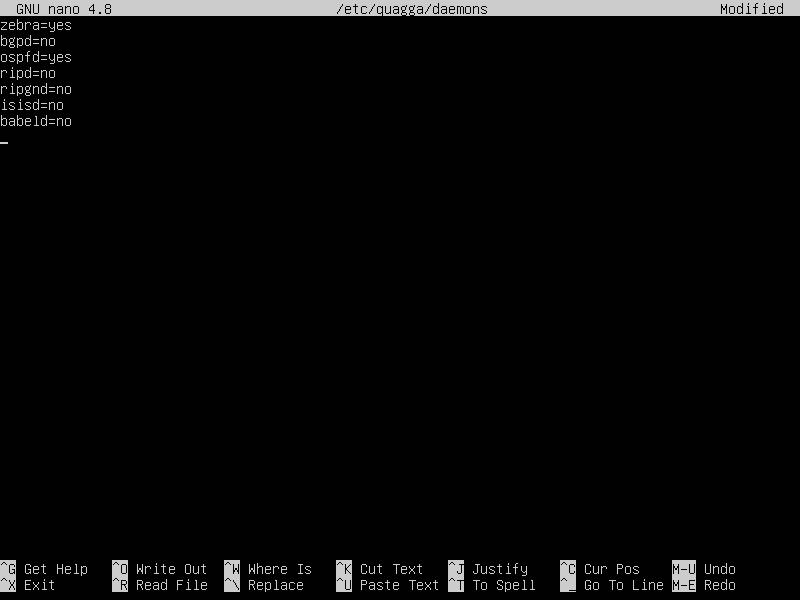 GNU nano 4.8 /etc/quagga/daemons Modified
zebra=yes
bgpd=no
ospfd=yes
ripd=no
ripgnd=no
isisd=no
babeld=no
^G Get Help ^O Write Out ^W Where Is ^K Cut Text ^J Justify ^C Cur Pos M-U Undo
^X Exit ^R Read File ^\ Replace ^U Paste Text ^T To Spell ^_ Go To Line M-E Redo